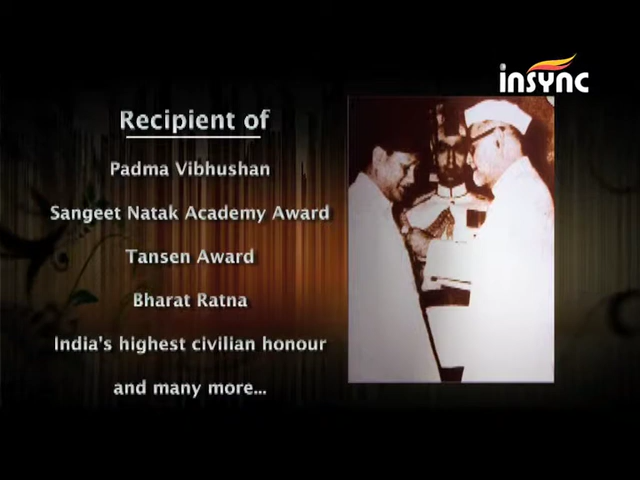 insync
Recipient of
Padma Vibhushan
Sangeet Natak Academy Award
Tansen Award
Bharat Ratna
India's highest civilian honour
and many more...